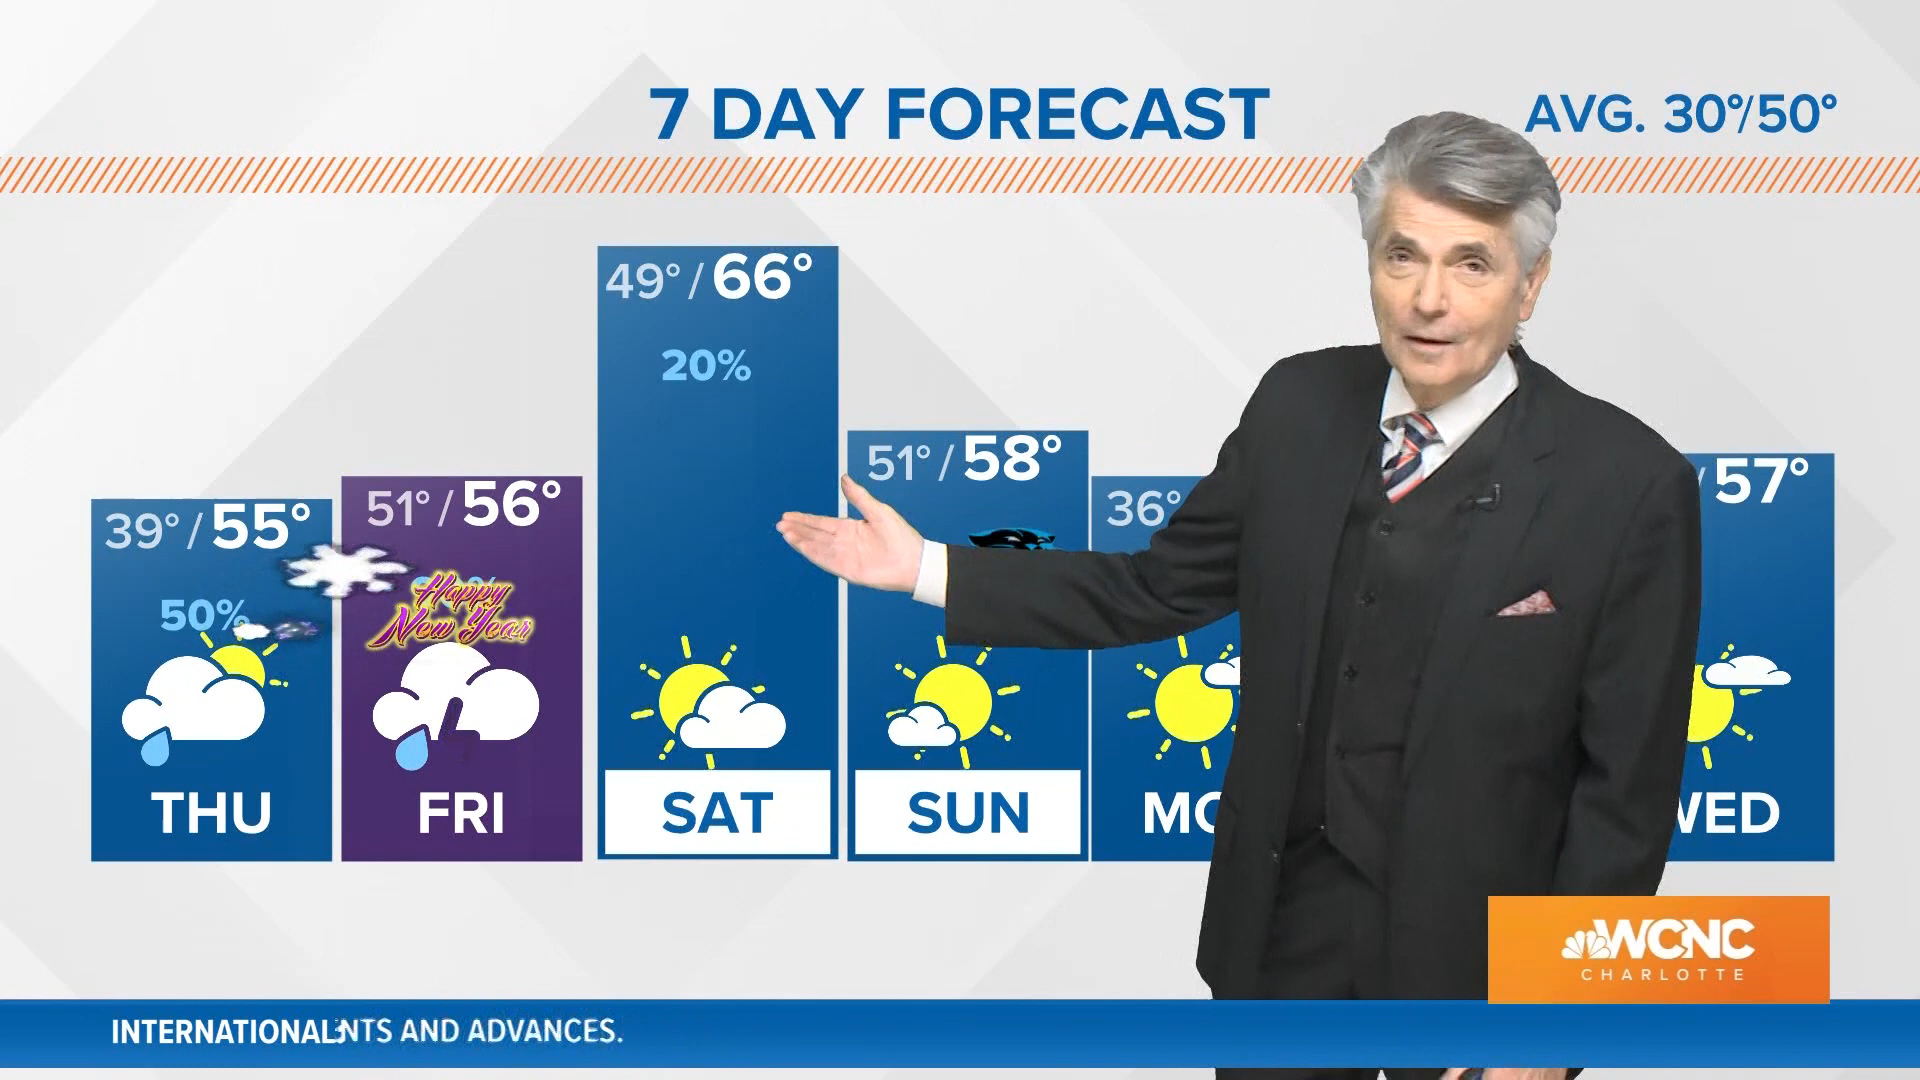 7 DAY FORECAST
AVG. 30°/50°
39° / 55°
50%
THU
51° / 56°
Happy
New Year
FRI
49° / 66°
20%
SAT
51° / 58°
SUN
36°
/ 57°
WED
WCNC
CHARLOTTE
INTERNATIONAL
NTS AND ADVANCES.